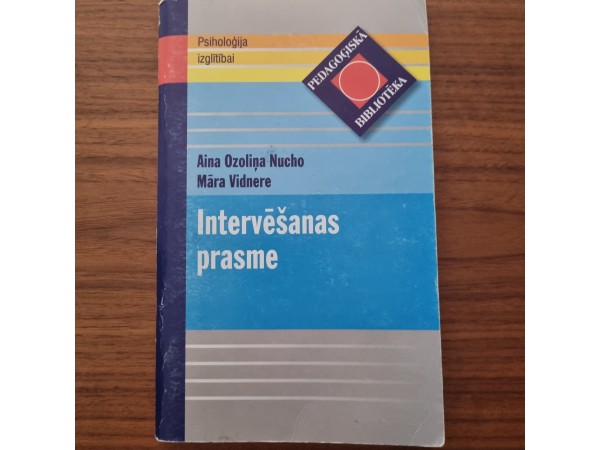 Psiholoģija
izglītībai
PEDAGOĢISKĀ
BIBLIOTĒKA
Aina Ozoliņa Nucho
Māra Vidnere
Intervēšanas
prasme